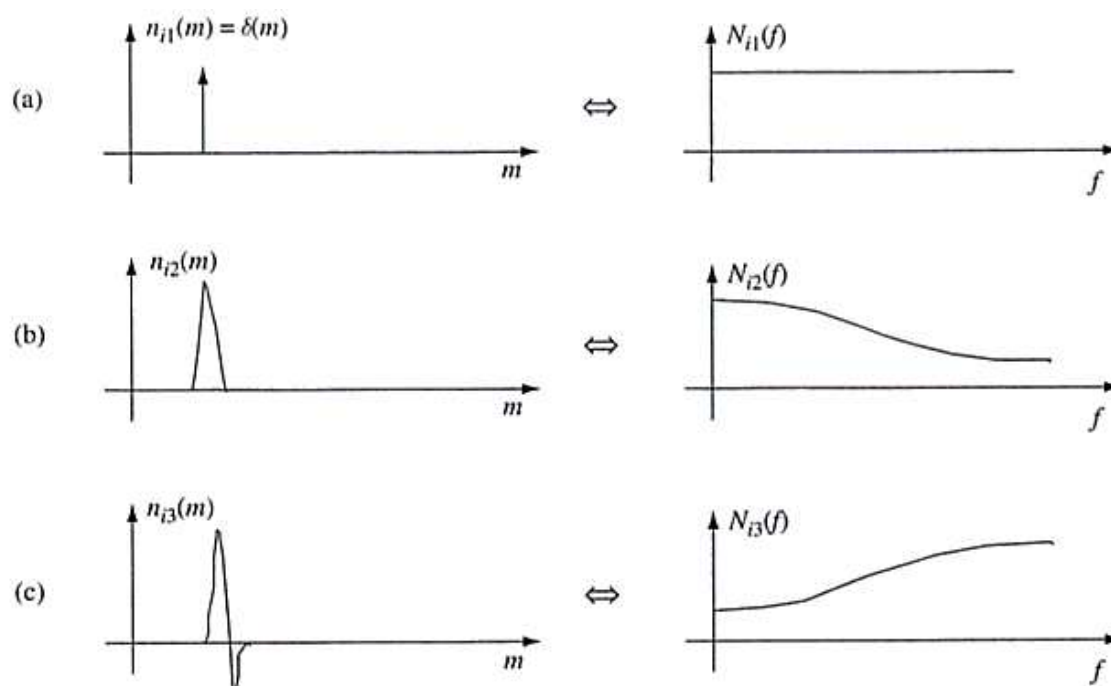 n_{i1}(m) = δ(m)
N_{i1}(f)
(a)
⇔
m
f
n_{i2}(m)
N_{i2}(f)
(b)
⇔
m
f
n_{i3}(m)
N_{i3}(f)
(c)
⇔
m
f